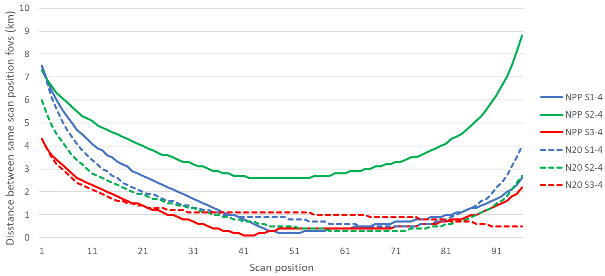 Disstance between same scan position fovs (km)
10
9
8
7
6
5
4
3
2
1
0
1 11 21 31 41 51 61 71 81 91
Scan position
NPP S1-4
NPP S2-4
NPP S3-4
N20 S1-4
N20 S2-4
N20 S3-4